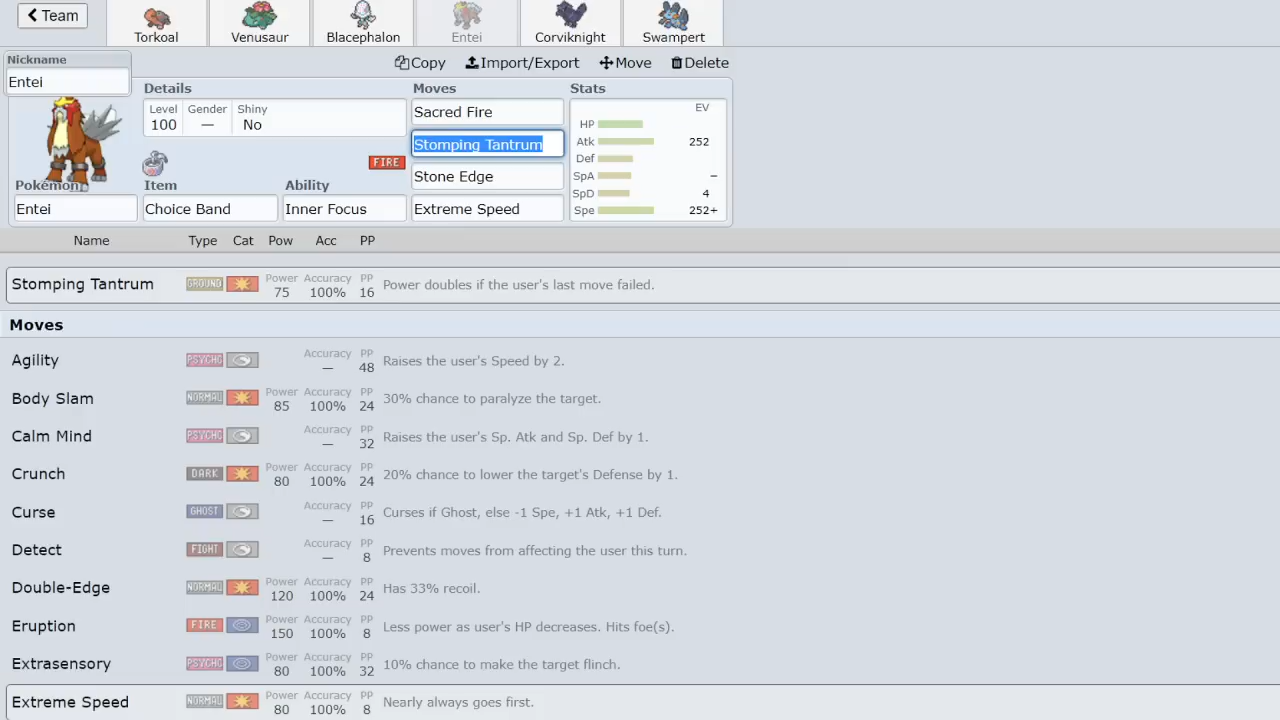 Team
Torkoal Venusaur Blacephalon Entei Corviknight Swampert
Nickname
Entei
Copy Import/Export Move Delete
Details Moves Stats
Level Gender Shiny
100 — No
FIRE
Pokémon Item Ability
Entei Choice Band Inner Focus
Sacred Fire
Stomping Tantrum
Stone Edge
Extreme Speed
EV
HP
Atk 252
Def
SpA –
SpD 4
Spe 252+
Name Type Cat Pow Acc PP
Stomping Tantrum GROUND Power 75 Accuracy 100% PP 16 Power doubles if the user's last move failed.
Moves
Agility PSYCHC Accuracy — PP 48 Raises the user's Speed by 2.
Body Slam NORMAL Power 85 Accuracy 100% PP 24 30% chance to paralyze the target.
Calm Mind PSYCHC Accuracy — PP 32 Raises the user's Sp. Atk and Sp. Def by 1.
Crunch DARK Power 80 Accuracy 100% PP 24 20% chance to lower the target's Defense by 1.
Curse GHOST Accuracy — PP 16 Curses if Ghost, else -1 Spe, +1 Atk, +1 Def.
Detect FIGHT Accuracy — PP 8 Prevents moves from affecting the user this turn.
Double-Edge NORMAL Power 120 Accuracy 100% PP 24 Has 33% recoil.
Eruption FIRE Power 150 Accuracy 100% PP 8 Less power as user's HP decreases. Hits foe(s).
Extrasensory PSYCHC Power 80 Accuracy 100% PP 32 10% chance to make the target flinch.
Extreme Speed NORMAL Power 80 Accuracy 100% PP 8 Nearly always goes first.